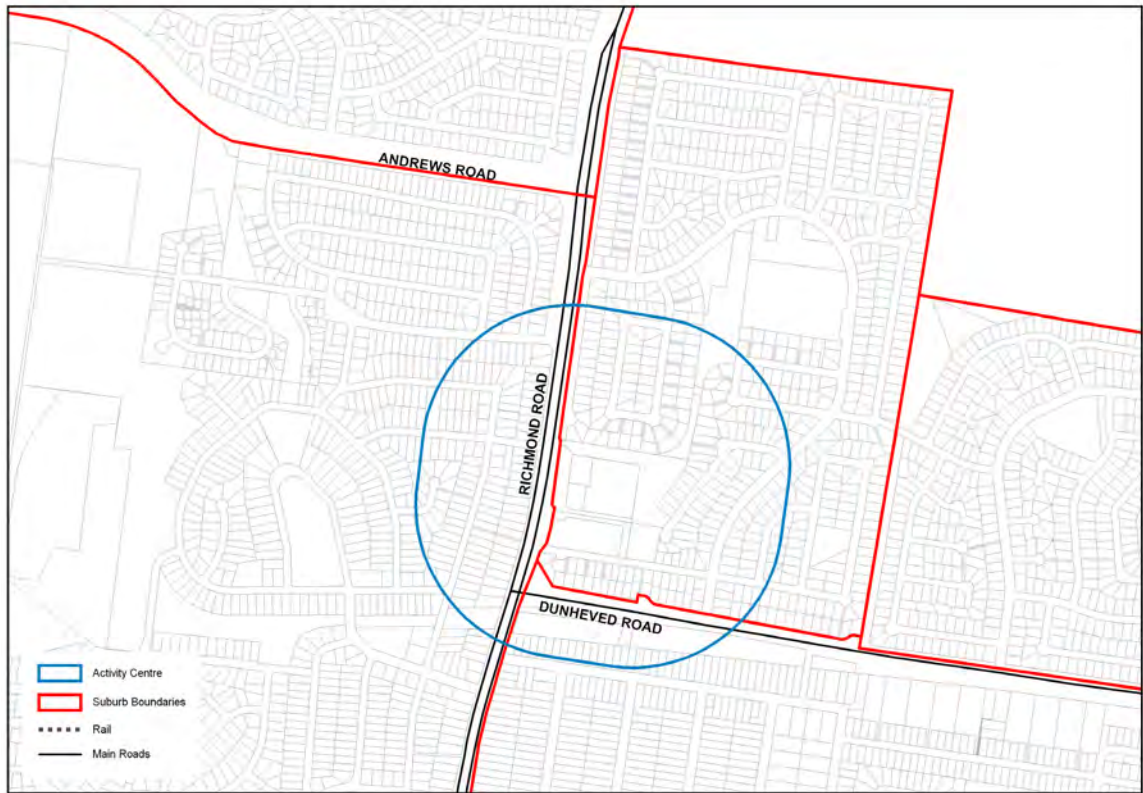 ANDREWS ROAD
RICHMOND ROAD
DUNHEVED ROAD
Activity Centre
Suburb Boundaries
Rail
Main Roads